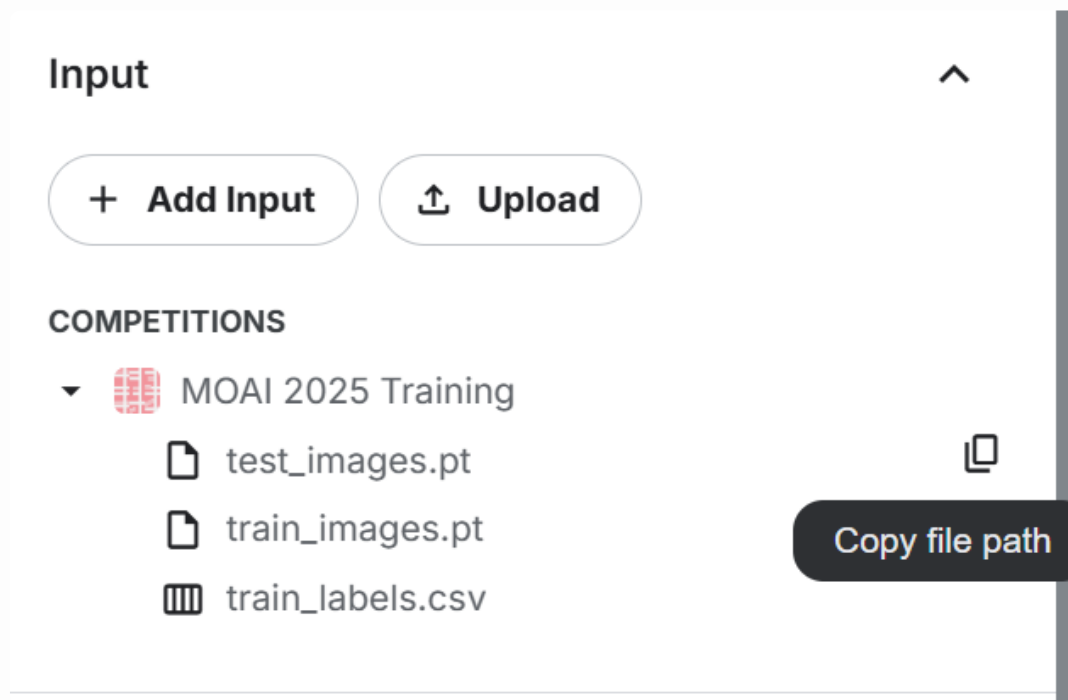 Input
Add Input
Upload
COMPETITIONS
MOAI 2025 Training
test_images.pt
train_images.pt
Copy file path
train_labels.csv